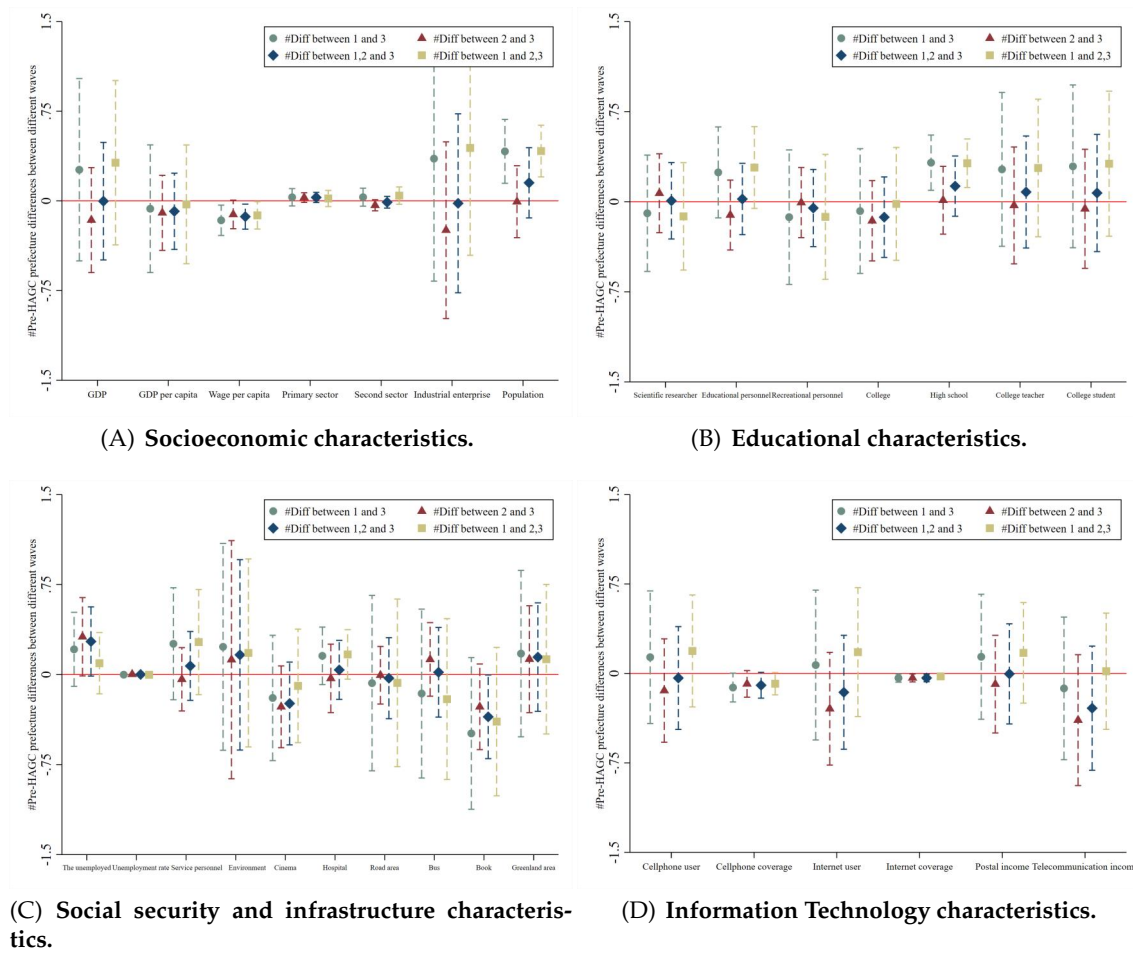 #Pre-HAGC prefecture differences between different waves
1.5
.75
0
-.75
-1.5
#Diff between 1 and 3
#Diff between 2 and 3
#Diff between 1,2 and 3
#Diff between 1 and 2,3
GDP
GDP per capita
Wage per capita
Primary sector
Second sector
Industrial enterprise
Population
(A) Socioeconomic characteristics.
#Pre-HAGC prefecture differences between different waves
1.5
.75
0
-.75
-1.5
#Diff between 1 and 3
#Diff between 2 and 3
#Diff between 1,2 and 3
#Diff between 1 and 2,3
Scientific researcher
Educational personnel
Recreational personnel
College
High school
College teacher
College student
(B) Educational characteristics.
#Pre-HAGC prefecture differences between different waves
1.5
.75
0
-.75
-1.5
#Diff between 1 and 3
#Diff between 2 and 3
#Diff between 1,2 and 3
#Diff between 1 and 2,3
The unemployed
Unemployment rate
Service personnel
Environment
Cinema
Hospital
Road area
Bus
Book
Greenland area
(C) Social security and infrastructure characteris-
tics.
#Pre-HAGC prefecture differences between different waves
1.5
.75
0
-.75
-1.5
#Diff between 1 and 3
#Diff between 2 and 3
#Diff between 1,2 and 3
#Diff between 1 and 2,3
Cellphone user
Cellphone coverage
Internet user
Internet coverage
Postal income
Telecommunication income
(D) Information Technology characteristics.